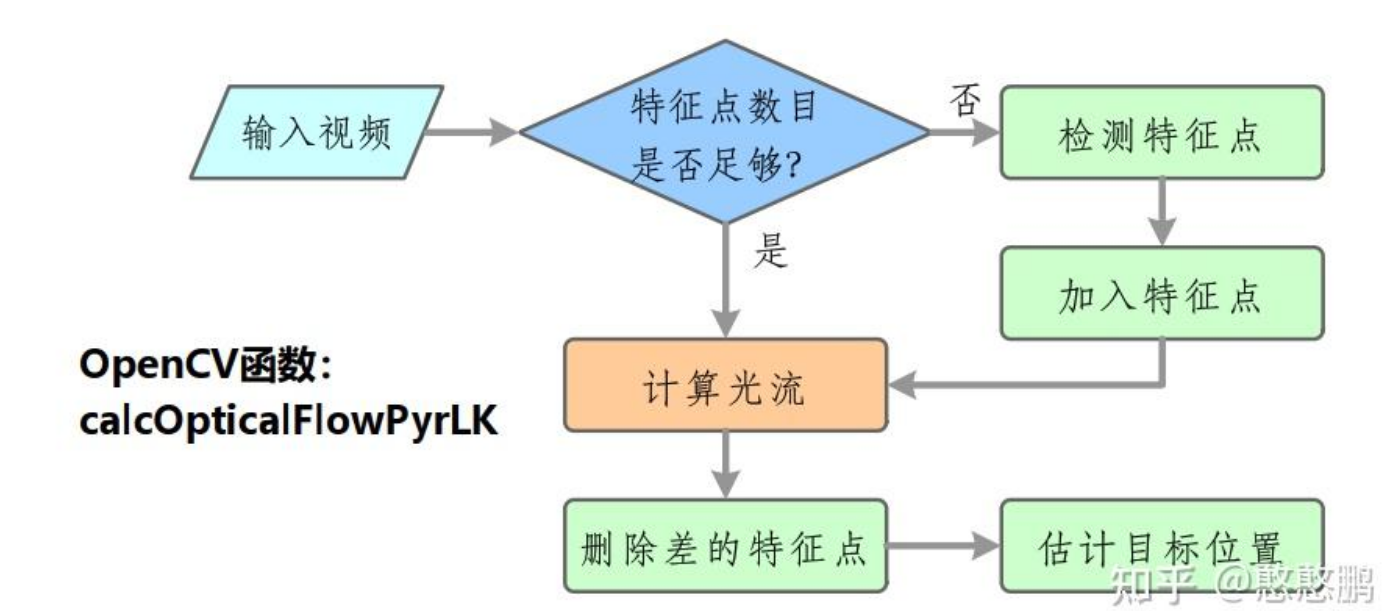 输入视频
特征点数目
是否足够?
否
检测特征点
是
加入特征点
OpenCV函数：
calcOpticalFlowPyrLK
计算光流
删除差的特征点
估计目标位置
知乎 @憨憨鹏